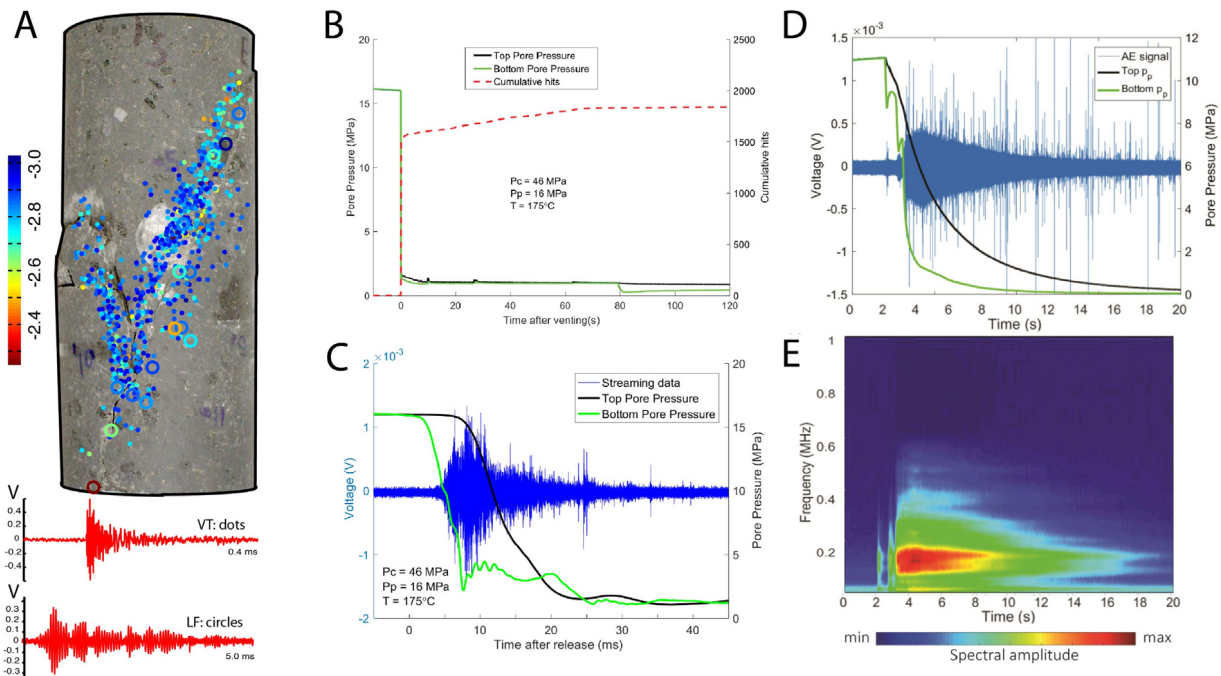 A
-3.0
-2.8
-2.6
-2.4
V
0.4
0.2
0
-0.2
-0.4
VT: dots
0.4 ms
V
0.3
0.2
0.1
0
-0.1
-0.2
-0.3
LF: circles
5.0 ms
B
Top Pore Pressure
Bottom Pore Pressure
Cumulative hits
Pc = 46 MPa
Pp = 16 MPa
T = 175°C
Pore Pressure (MPa)
20
15
10
5
0
Cumulative hits
2500
2000
1500
1000
500
0
0 20 40 60 80 100 120
Time after venting(s)
C
×10⁻³
Streaming data
Top Pore Pressure
Bottom Pore Pressure
Pc = 46 MPa
Pp = 16 MPa
T = 175°C
Voltage (V)
2
1
0
-1
-2
Pore Pressure (MPa)
20
15
10
5
0
0 10 20 30 40
Time after release (ms)
D
1.5 ×10⁻³
AE signal
Top pₚ
Bottom pₚ
Voltage (V)
1
0.5
0
-0.5
-1
-1.5
Pore Pressure (MPa)
12
10
8
6
4
2
0
0 2 4 6 8 10 12 14 16 18 20
Time (s)
E
Frequency (MHz)
1
0.8
0.6
0.4
0.2
0 2 4 6 8 10 12 14 16 18 20
Time (s)
min max
Spectral amplitude